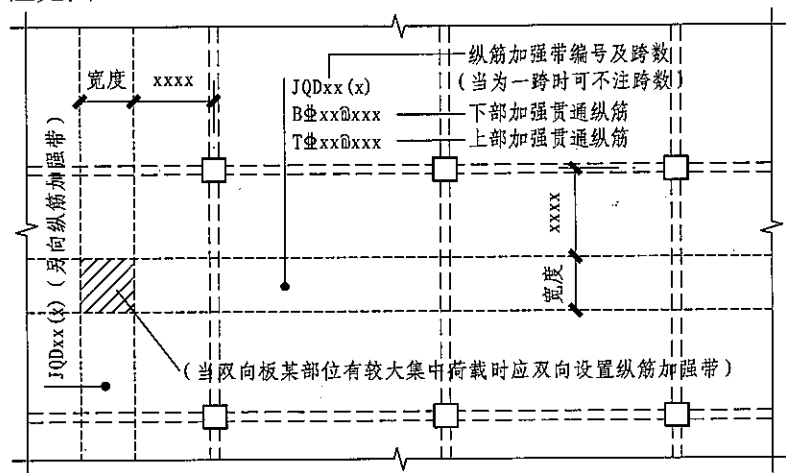 宽度
xxxx
纵筋加强带编号及跨数
JQDxx(x)
(当为一跨时可不注跨数)
B⏀xx@xxx
下部加强贯通纵筋
T⏀xx@xxx
上部加强贯通纵筋
JQDxx(x)(另向纵筋加强带)
xxxx
宽度
(当双向板某部位有较大集中荷载时应双向设置纵筋加强带)